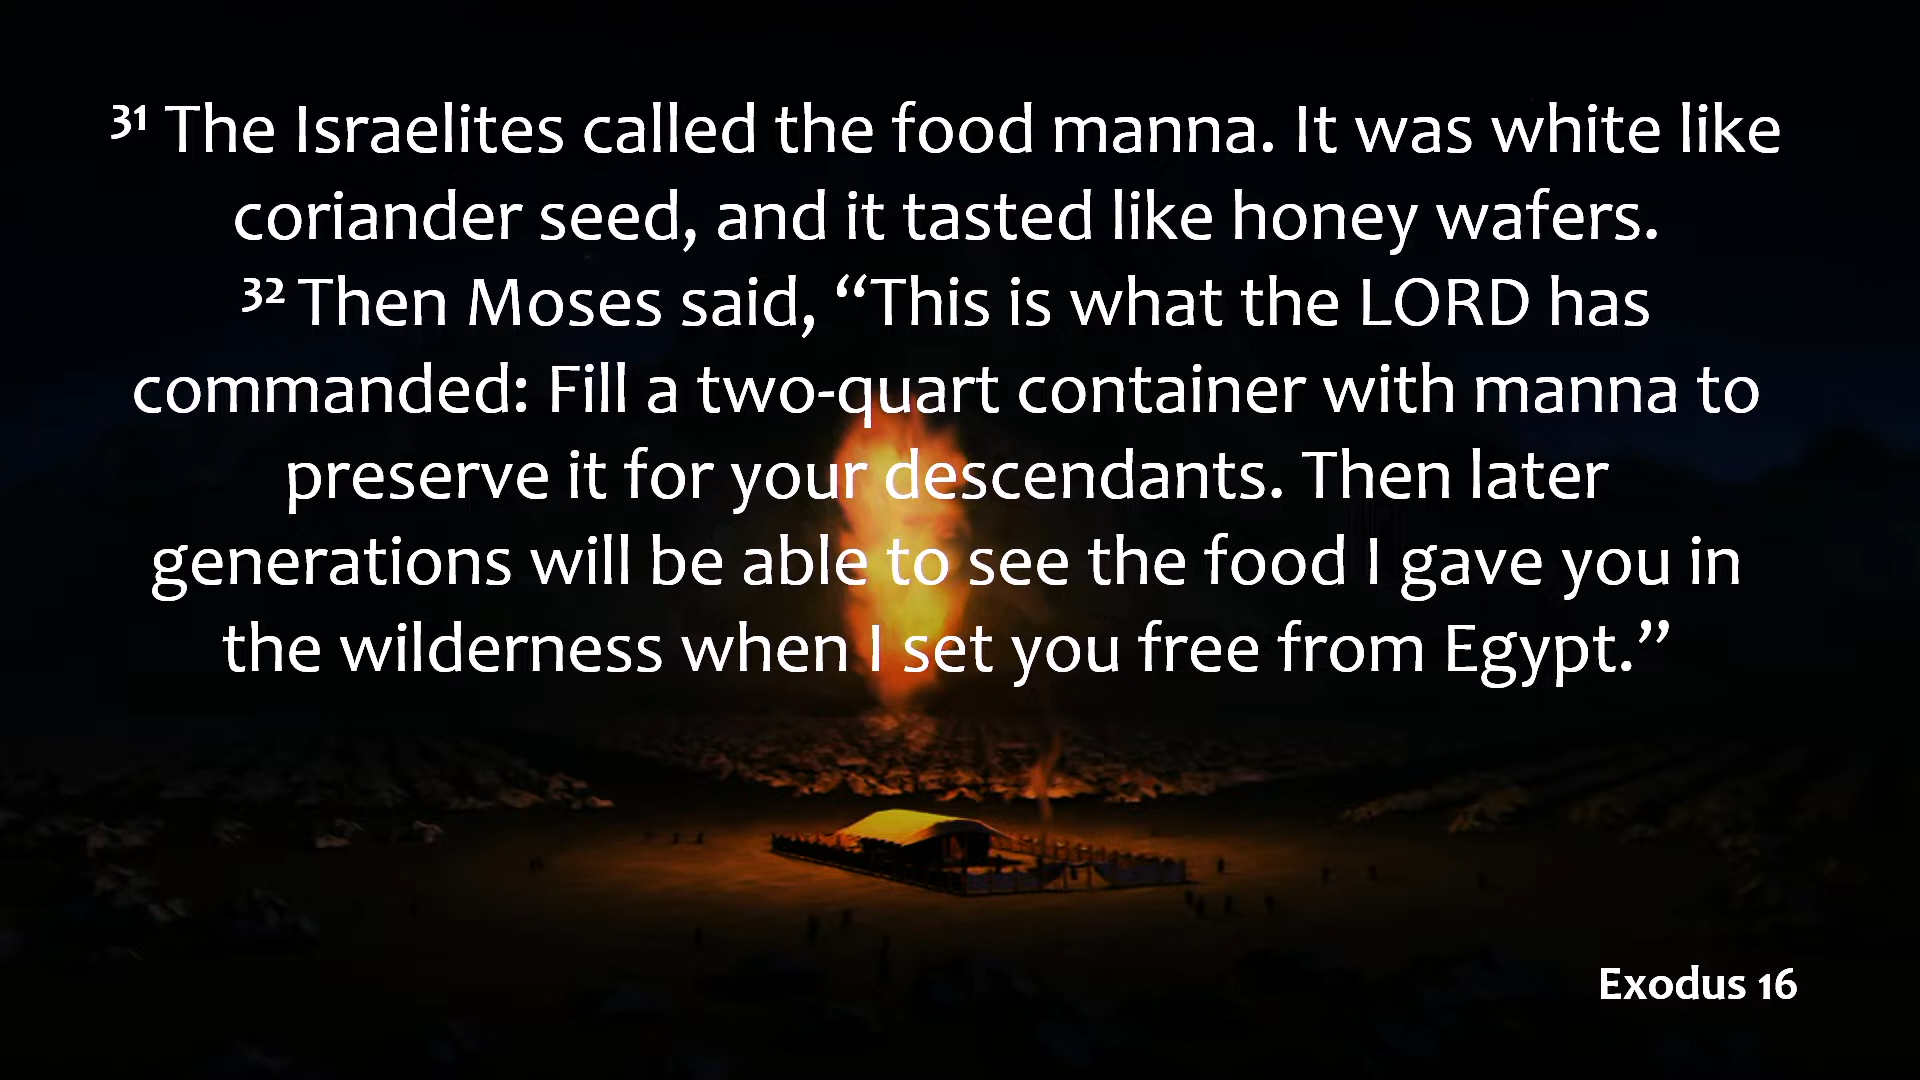 ³¹ The Israelites called the food manna. It was white like
coriander seed, and it tasted like honey wafers.
³² Then Moses said, “This is what the LORD has
commanded: Fill a two-quart container with manna to
preserve it for your descendants. Then later
generations will be able to see the food I gave you in
the wilderness when I set you free from Egypt.”
Exodus 16